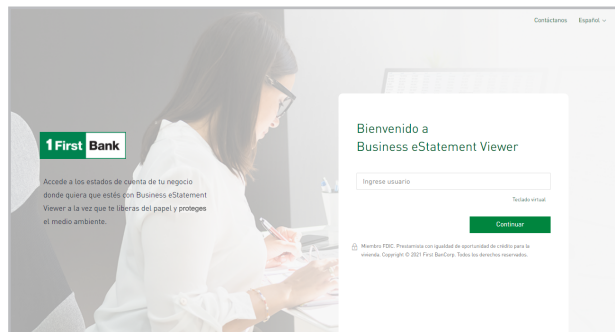 Contáctanos Español
1 First Bank
Accede a los estados de cuenta de tu negocio
donde quiera que estés con Business eStatement
Viewer a la vez que te liberas del papel y proteges
el medio ambiente.
Bienvenido a
Business eStatement Viewer
Ingrese usuario
Teclado virtual
Continuar
Miembro FDIC. Prestamista con igualdad de oportunidad de crédito para la
vivienda. Copyright © 2021 First BanCorp. Todos los derechos reservados.